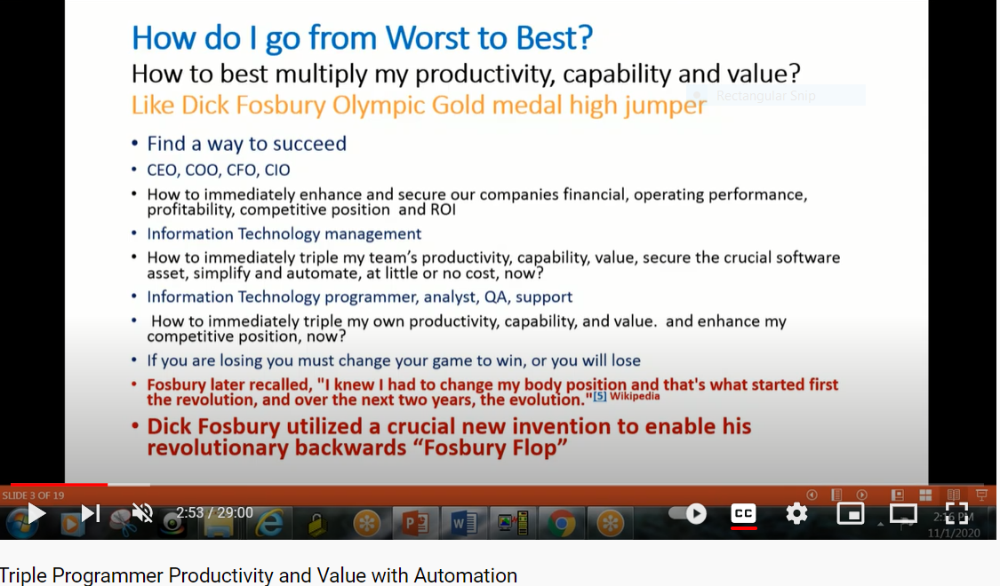 How do I go from Worst to Best?
How to best multiply my productivity, capability and value?
Rectangular Snip
Like Dick Fosbury Olympic Gold medal high jumper
• Find a way to succeed
• CEO, COO, CFO, CIO
• How to immediately enhance and secure our companies financial, operating performance,
profitability, competitive position and ROI
• Information Technology management
• How to immediately triple my team's productivity, capability, value, secure the crucial software
asset, simplify and automate, at little or no cost, now?
• Information Technology programmer, analyst, QA, support
• How to immediately triple my own productivity, capability, and value. and enhance my
competitive position, now?
• If you are losing you must change your game to win, or you will lose
• Fosbury later recalled, "I knew I had to change my body position and that's what started first
the revolution, and over the next two years, the evolution."[5] Wikipedia
• Dick Fosbury utilized a crucial new invention to enable his
revolutionary backwards “Fosbury Flop”
SLIDE 3 OF 19
2:53 / 29:00
CC
2:16 PM
11/1/2020
Triple Programmer Productivity and Value with Automation